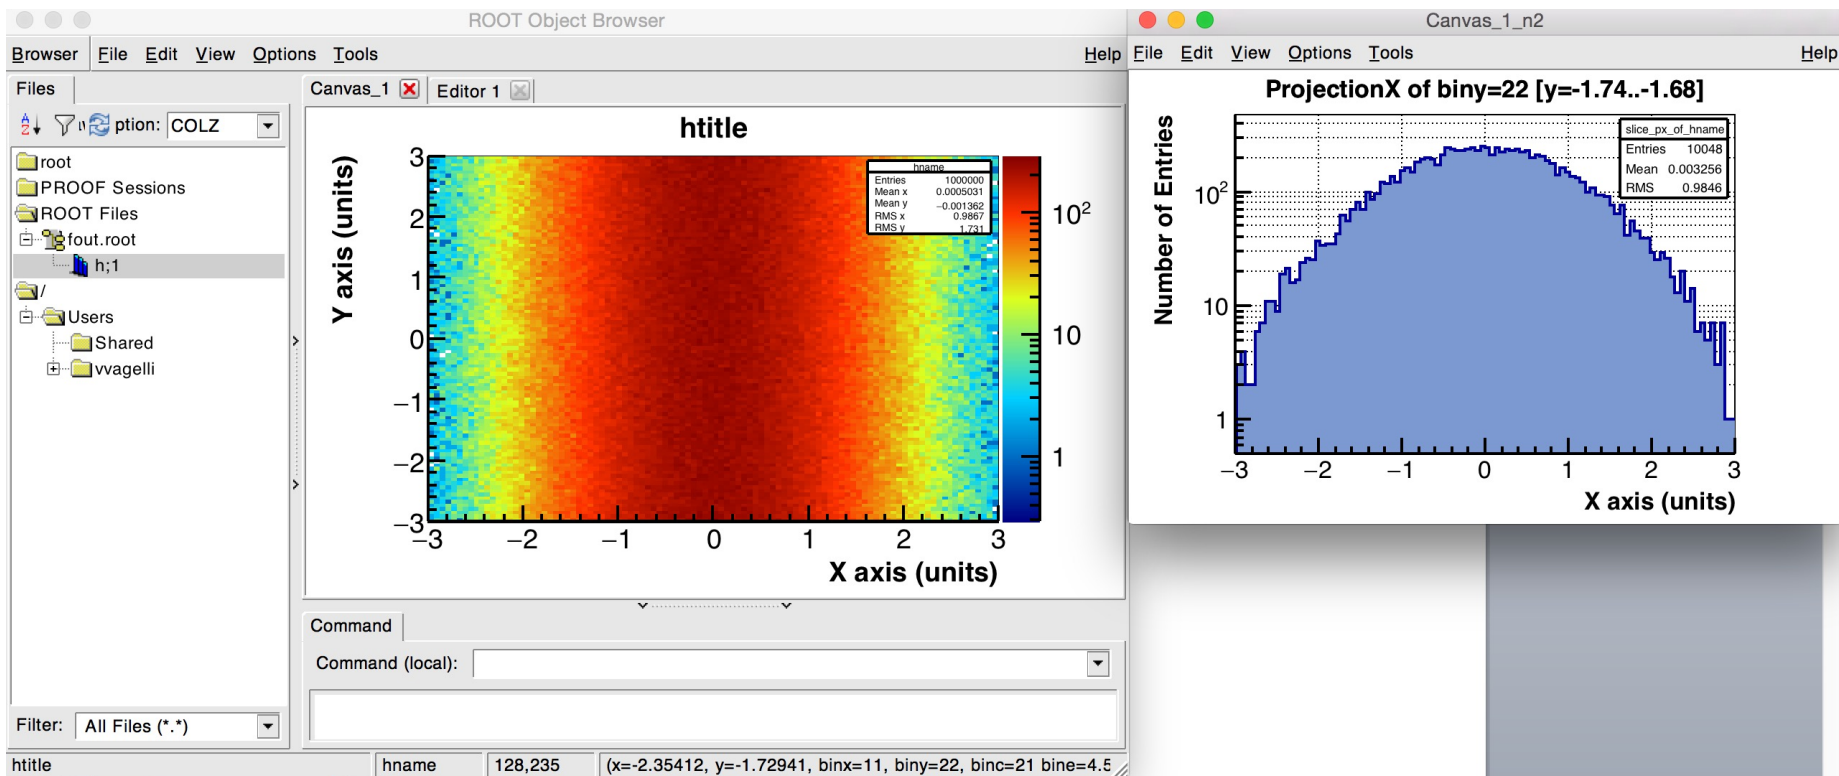 ROOT Object Browser
Browser File Edit View Options Tools Help
Files
ption: COLZ
root
PROOF Sessions
ROOT Files
fout.root
h;1
/
Users
Shared
vvagelli
Filter: All Files (*.*)
Canvas_1 Editor 1
htitle
Y axis (units)
3
2
1
0
−1
−2
−3
−3 −2 −1 0 1 2 3
X axis (units)
hname
Entries 1000000
Mean x 0.0005031
Mean y −0.001362
RMS x 0.9867
RMS y 1.731
10²
10
1
Command
Command (local):
htitle hname 128,235 (x=-2.35412, y=-1.72941, binx=11, biny=22, binc=21 bine=4.5
Canvas_1_n2
File Edit View Options Tools Help
ProjectionX of biny=22 [y=-1.74..-1.68]
Number of Entries
10²
10
1
slice_px_of_hname
Entries 10048
Mean 0.003256
RMS 0.9846
−3 −2 −1 0 1 2 3
X axis (units)